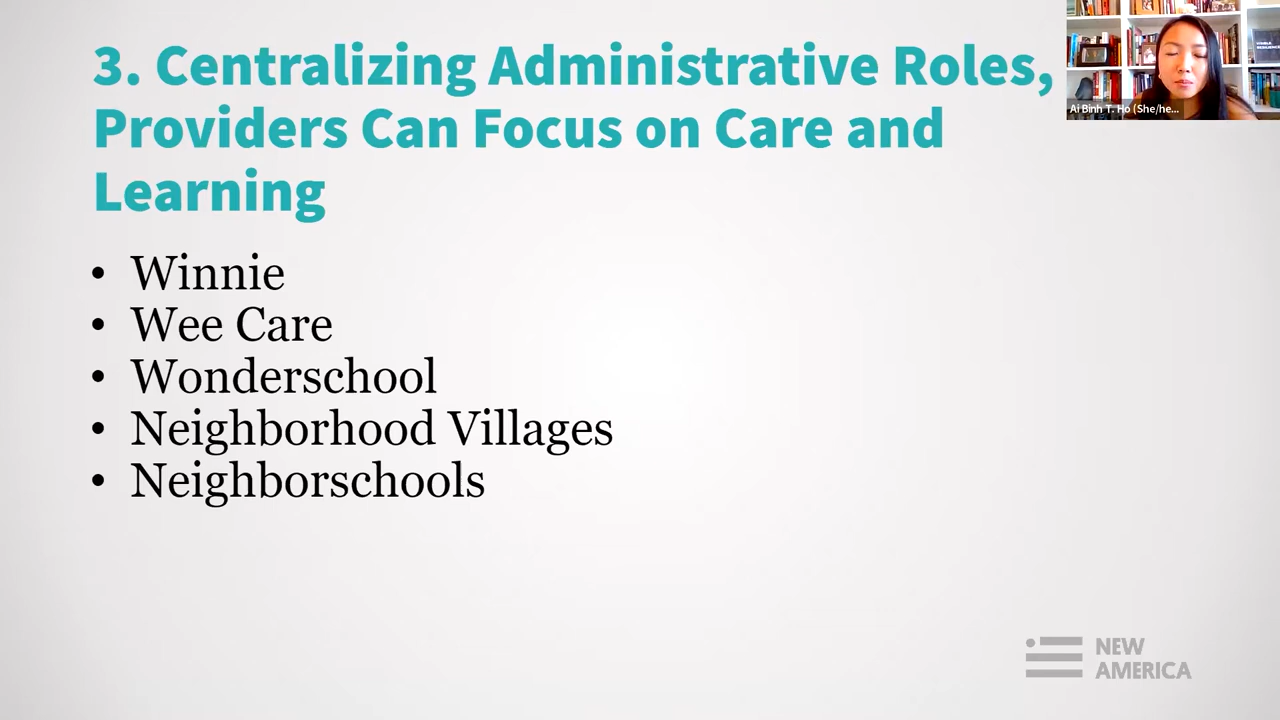 3. Centralizing Administrative Roles,
Providers Can Focus on Care and
Learning
• Winnie
• Wee Care
• Wonderschool
• Neighborhood Villages
• Neighborschools
Ai Binh T. Ho (She/he...
NEW
AMERICA